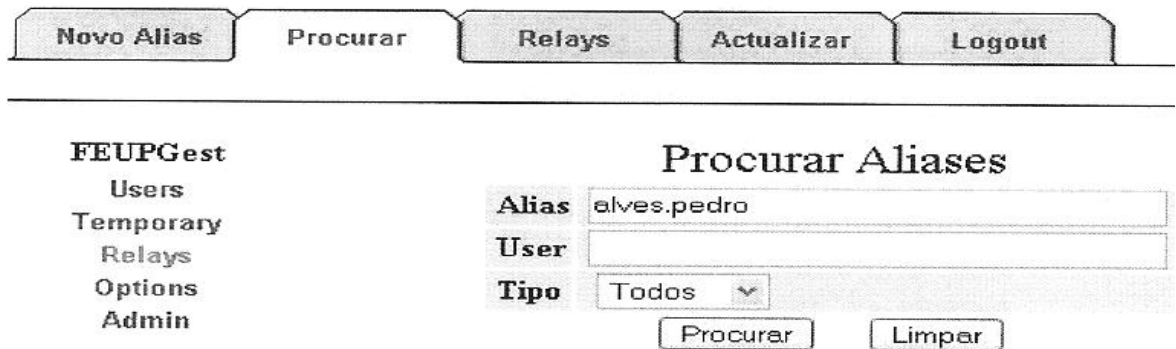 Novo Alias Procurar Relays Actualizar Logout
FEUPGest
Users
Temporary
Relays
Options
Admin
Procurar Aliases
Alias alves.pedro
User
Tipo Todos
Procurar Limpar